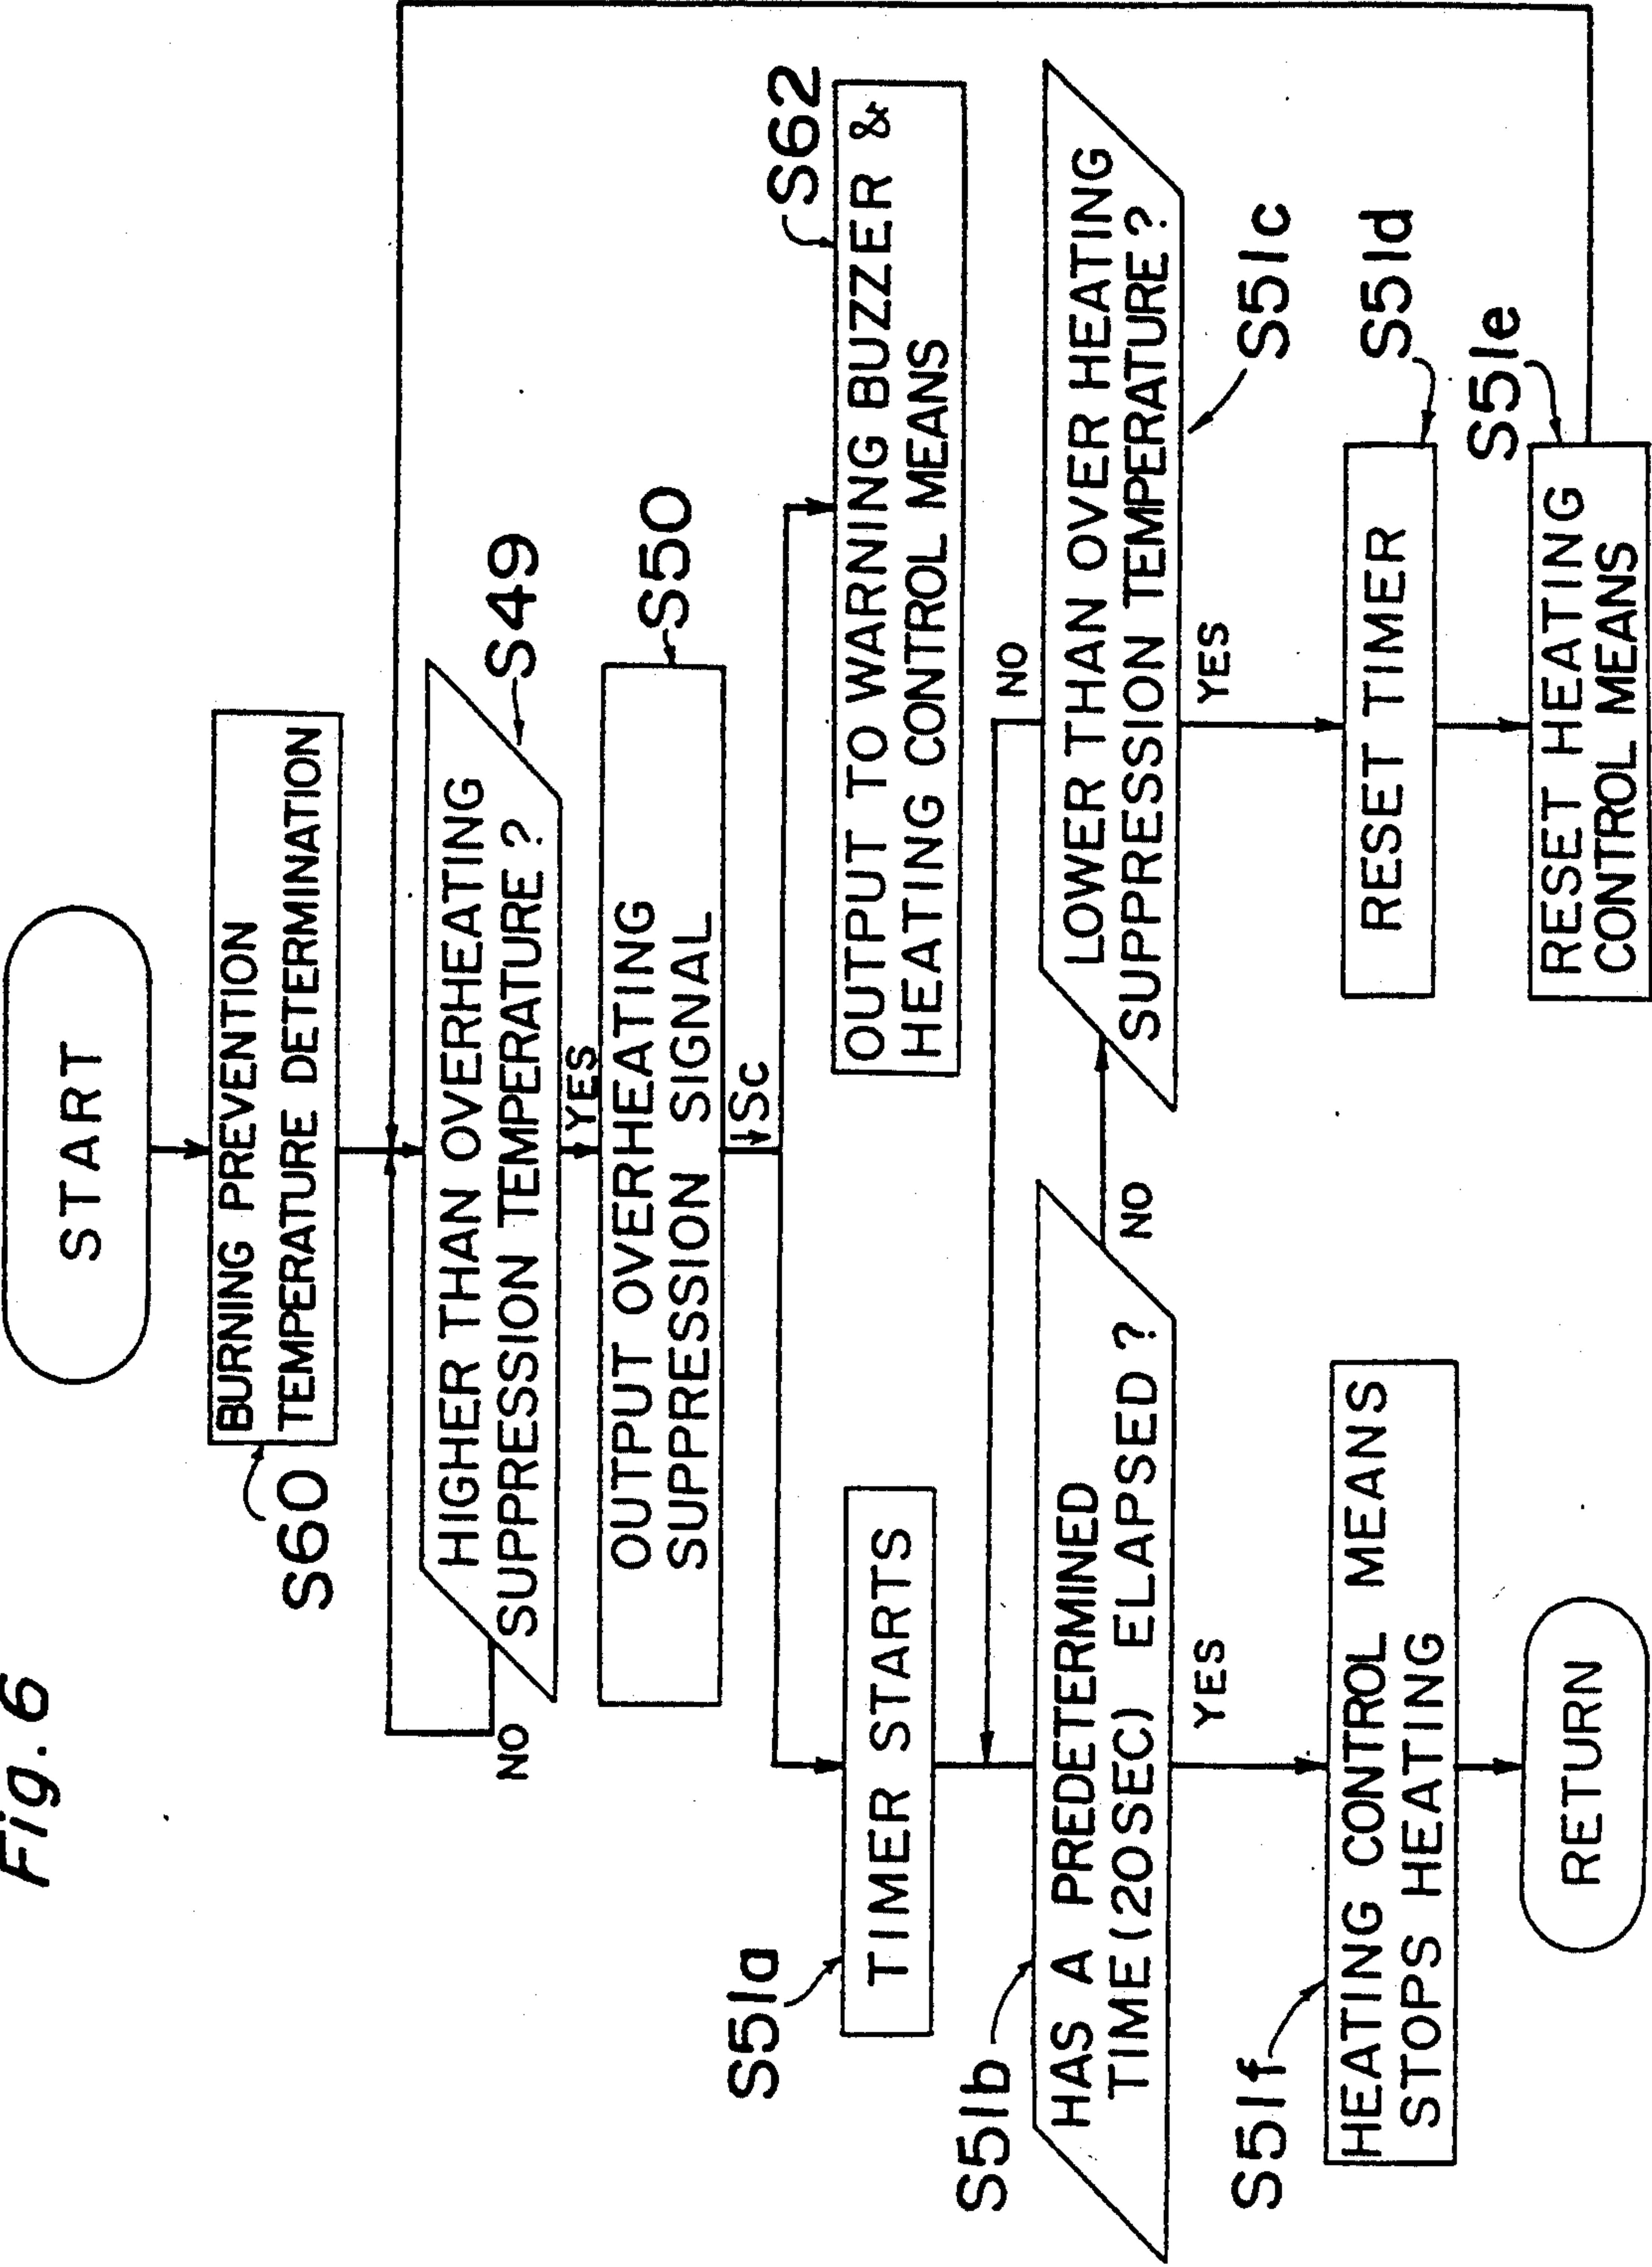 Fig. 6
START
BURNING PREVENTION
TEMPERATURE DETERMINATION
S60
HIGHER THAN OVERHEATING
SUPPRESSION TEMPERATURE ?
S49
NO
YES
OUTPUT OVERHEATING
SUPPRESSION SIGNAL
S50
Sc
S51a
TIMER STARTS
OUTPUT TO WARNING BUZZER &
HEATING CONTROL MEANS
S62
S51b
HAS A PREDETERMINED
TIME (20SEC) ELAPSED ?
NO
YES
NO
LOWER THAN OVER HEATING
SUPPRESSION TEMPERATURE ?
S51c
YES
S51f
HEATING CONTROL MEANS
STOPS HEATING
RESET TIMER
S51d
RETURN
RESET HEATING
CONTROL MEANS
S51e